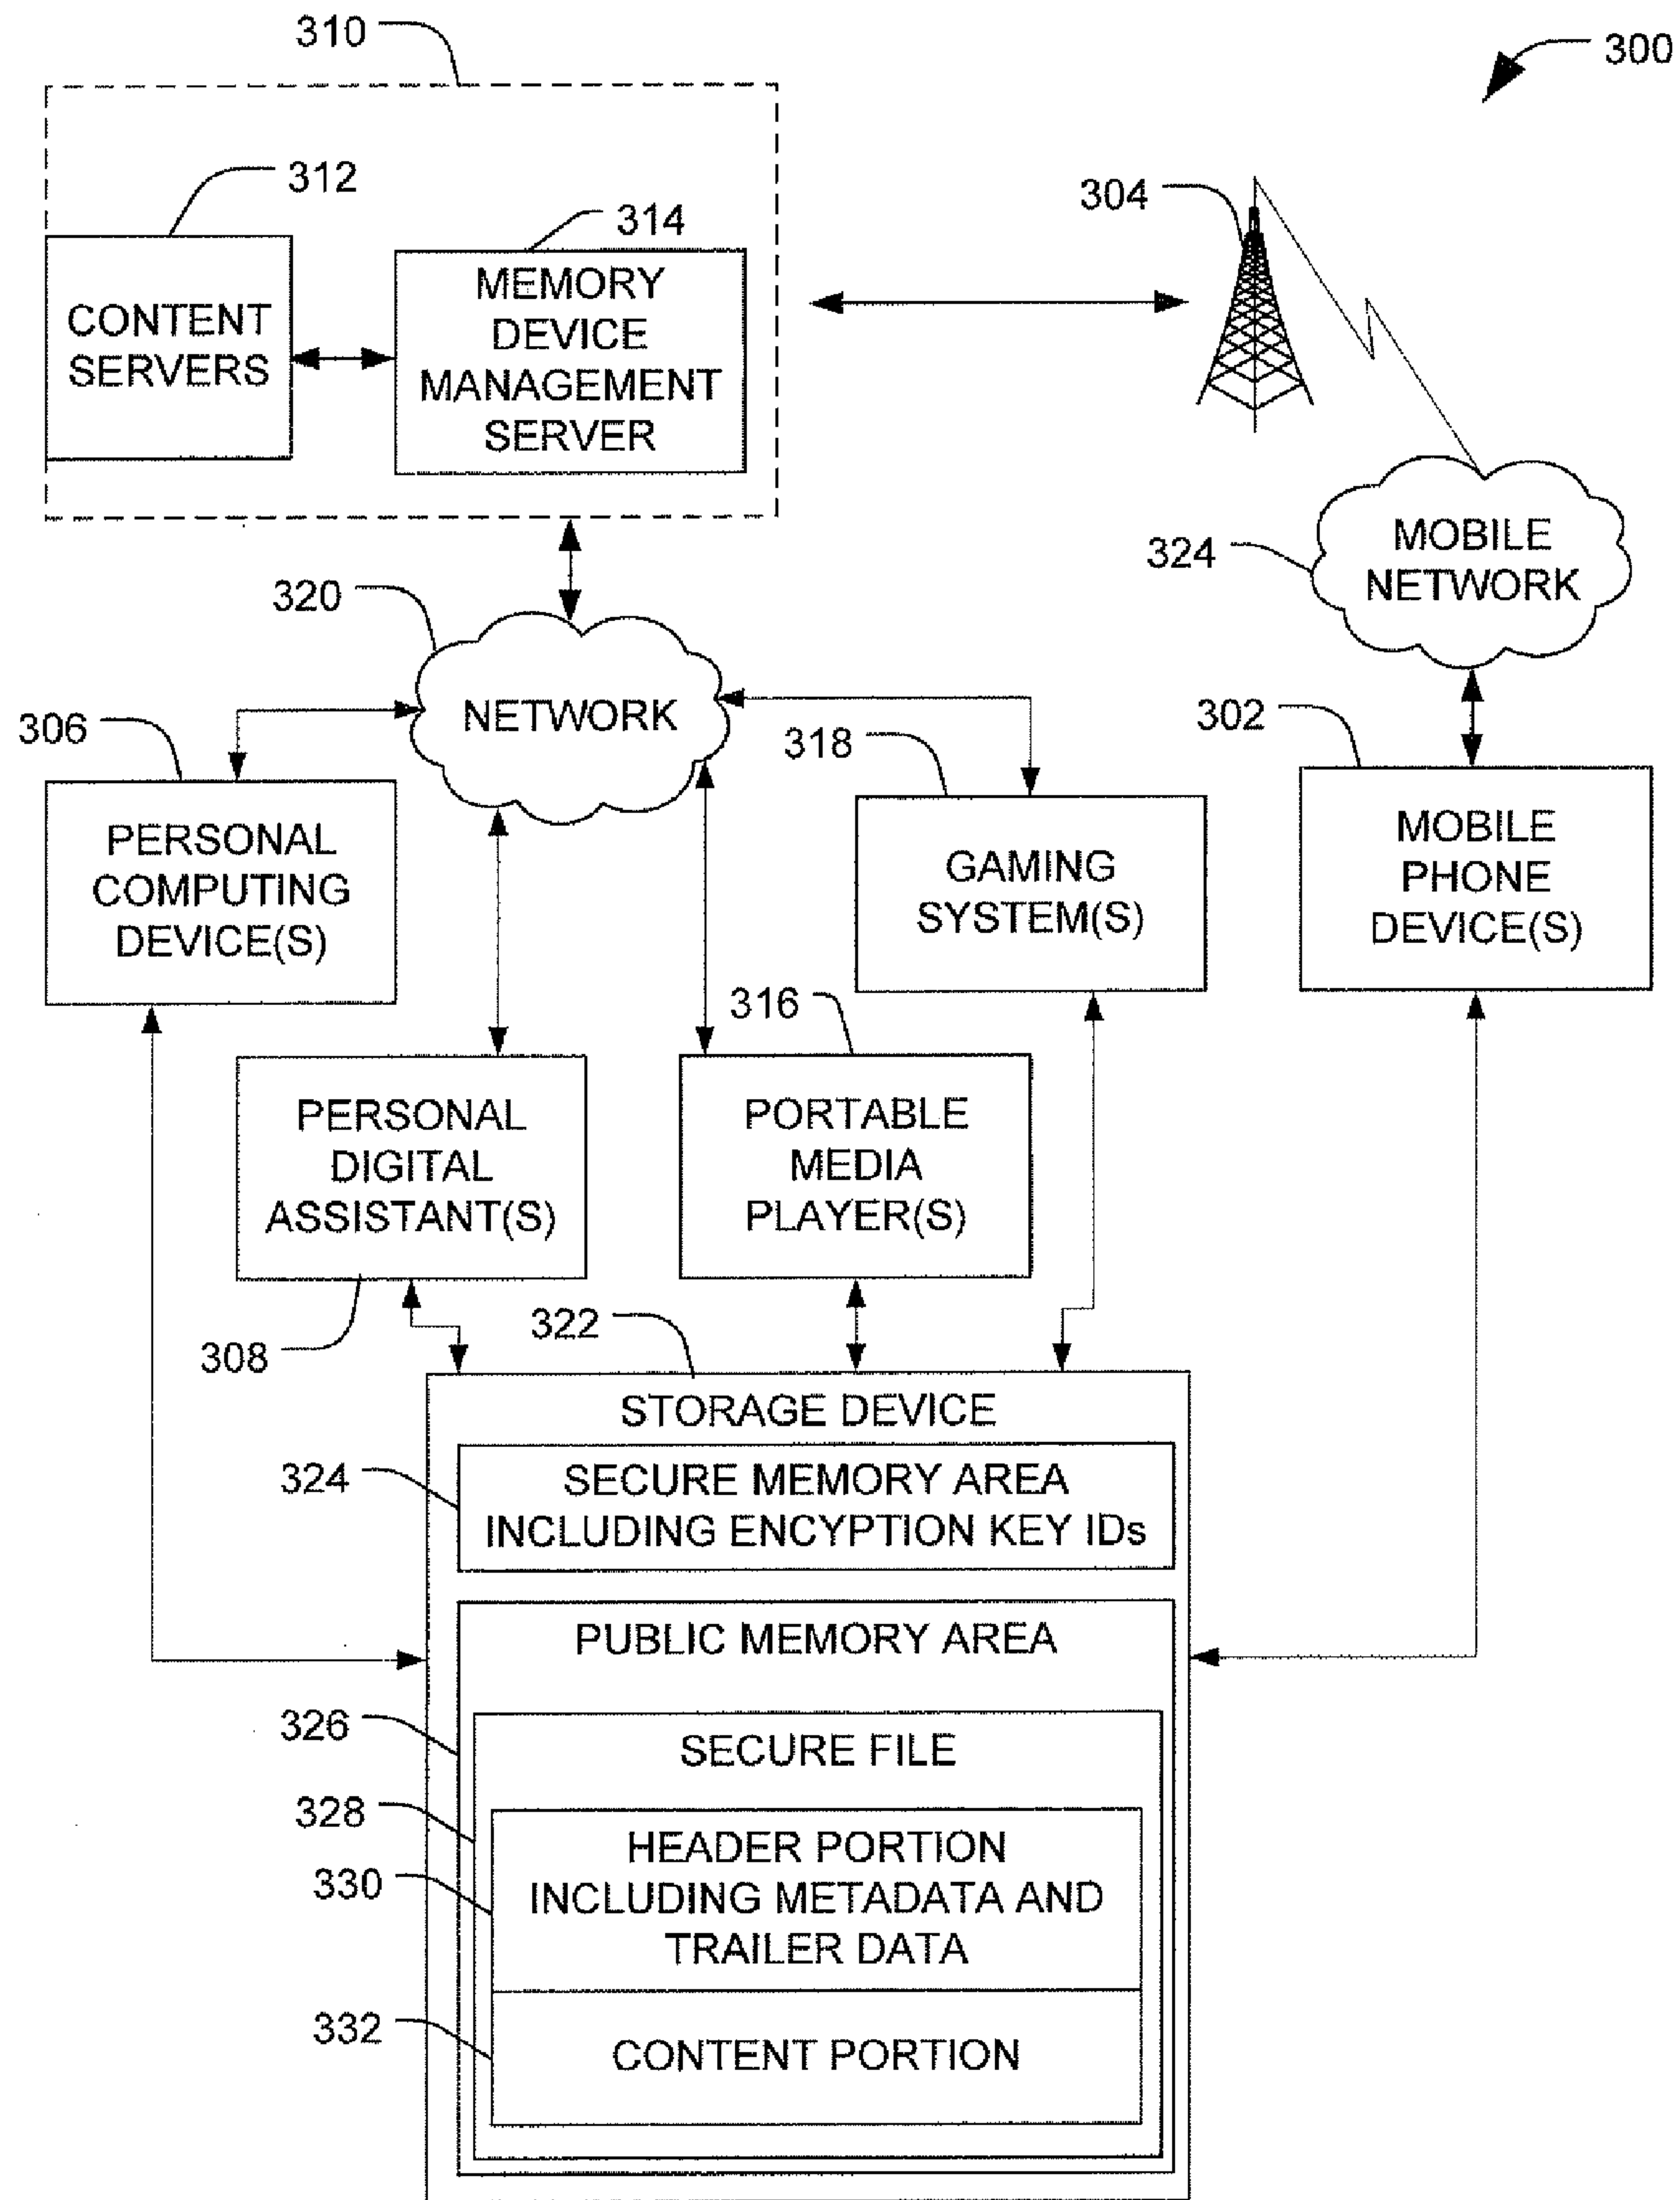 310
300
312
314
304
CONTENT
SERVERS
MEMORY
DEVICE
MANAGEMENT
SERVER
324
MOBILE
NETWORK
320
NETWORK
306
318
302
PERSONAL
COMPUTING
DEVICE(S)
GAMING
SYSTEM(S)
MOBILE
PHONE
DEVICE(S)
316
PERSONAL
DIGITAL
ASSISTANT(S)
PORTABLE
MEDIA
PLAYER(S)
308
322
STORAGE DEVICE
324
SECURE MEMORY AREA
INCLUDING ENCYPTION KEY IDs
PUBLIC MEMORY AREA
326
SECURE FILE
328
330
HEADER PORTION
INCLUDING METADATA AND
TRAILER DATA
332
CONTENT PORTION